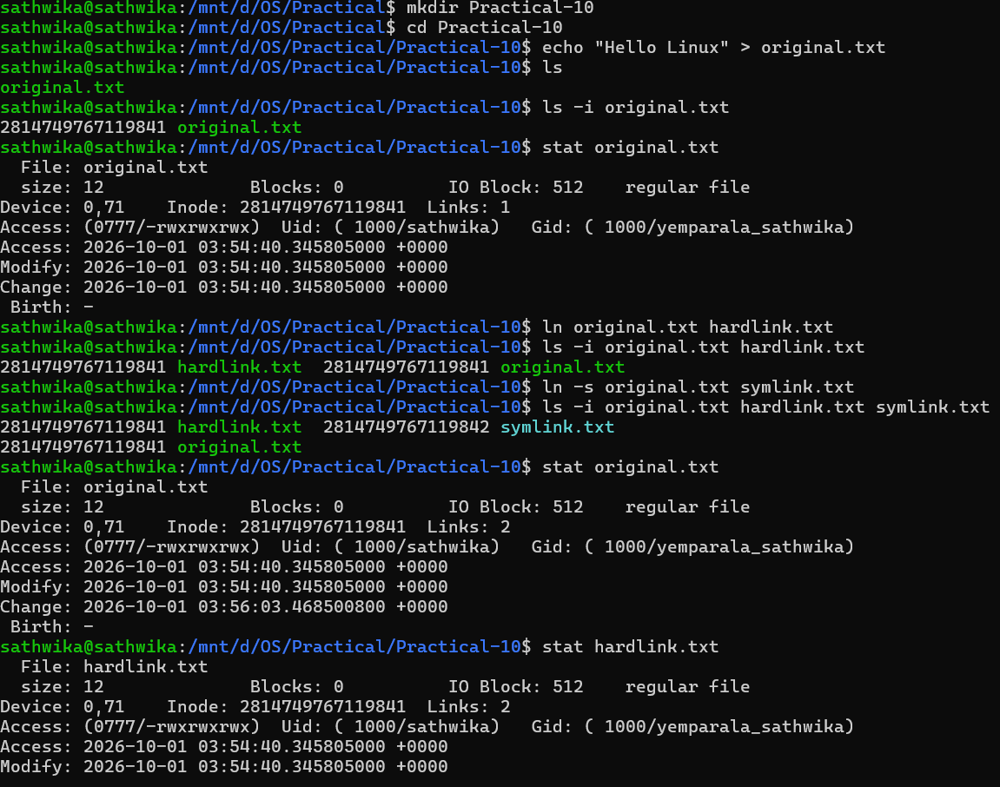 sathwika@sathwika:/mnt/d/OS/Practical$ mkdir Practical-10
sathwika@sathwika:/mnt/d/OS/Practical$ cd Practical-10
sathwika@sathwika:/mnt/d/OS/Practical/Practical-10$ echo "Hello Linux" > original.txt
sathwika@sathwika:/mnt/d/OS/Practical/Practical-10$ ls
original.txt
sathwika@sathwika:/mnt/d/OS/Practical/Practical-10$ ls -i original.txt
2814749767119841 original.txt
sathwika@sathwika:/mnt/d/OS/Practical/Practical-10$ stat original.txt
  File: original.txt
  size: 12              Blocks: 0          IO Block: 512    regular file
Device: 0,71    Inode: 2814749767119841  Links: 1
Access: (0777/-rwxrwxrwx)  Uid: ( 1000/sathwika)   Gid: ( 1000/yemparala_sathwika)
Access: 2026-10-01 03:54:40.345805000 +0000
Modify: 2026-10-01 03:54:40.345805000 +0000
Change: 2026-10-01 03:54:40.345805000 +0000
 Birth: -
sathwika@sathwika:/mnt/d/OS/Practical/Practical-10$ ln original.txt hardlink.txt
sathwika@sathwika:/mnt/d/OS/Practical/Practical-10$ ls -i original.txt hardlink.txt
2814749767119841 hardlink.txt  2814749767119841 original.txt
sathwika@sathwika:/mnt/d/OS/Practical/Practical-10$ ln -s original.txt symlink.txt
sathwika@sathwika:/mnt/d/OS/Practical/Practical-10$ ls -i original.txt hardlink.txt symlink.txt
2814749767119841 hardlink.txt  2814749767119842 symlink.txt
2814749767119841 original.txt
sathwika@sathwika:/mnt/d/OS/Practical/Practical-10$ stat original.txt
  File: original.txt
  size: 12              Blocks: 0          IO Block: 512    regular file
Device: 0,71    Inode: 2814749767119841  Links: 2
Access: (0777/-rwxrwxrwx)  Uid: ( 1000/sathwika)   Gid: ( 1000/yemparala_sathwika)
Access: 2026-10-01 03:54:40.345805000 +0000
Modify: 2026-10-01 03:54:40.345805000 +0000
Change: 2026-10-01 03:56:03.468500800 +0000
 Birth: -
sathwika@sathwika:/mnt/d/OS/Practical/Practical-10$ stat hardlink.txt
  File: hardlink.txt
  size: 12              Blocks: 0          IO Block: 512    regular file
Device: 0,71    Inode: 2814749767119841  Links: 2
Access: (0777/-rwxrwxrwx)  Uid: ( 1000/sathwika)   Gid: ( 1000/yemparala_sathwika)
Access: 2026-10-01 03:54:40.345805000 +0000
Modify: 2026-10-01 03:54:40.345805000 +0000